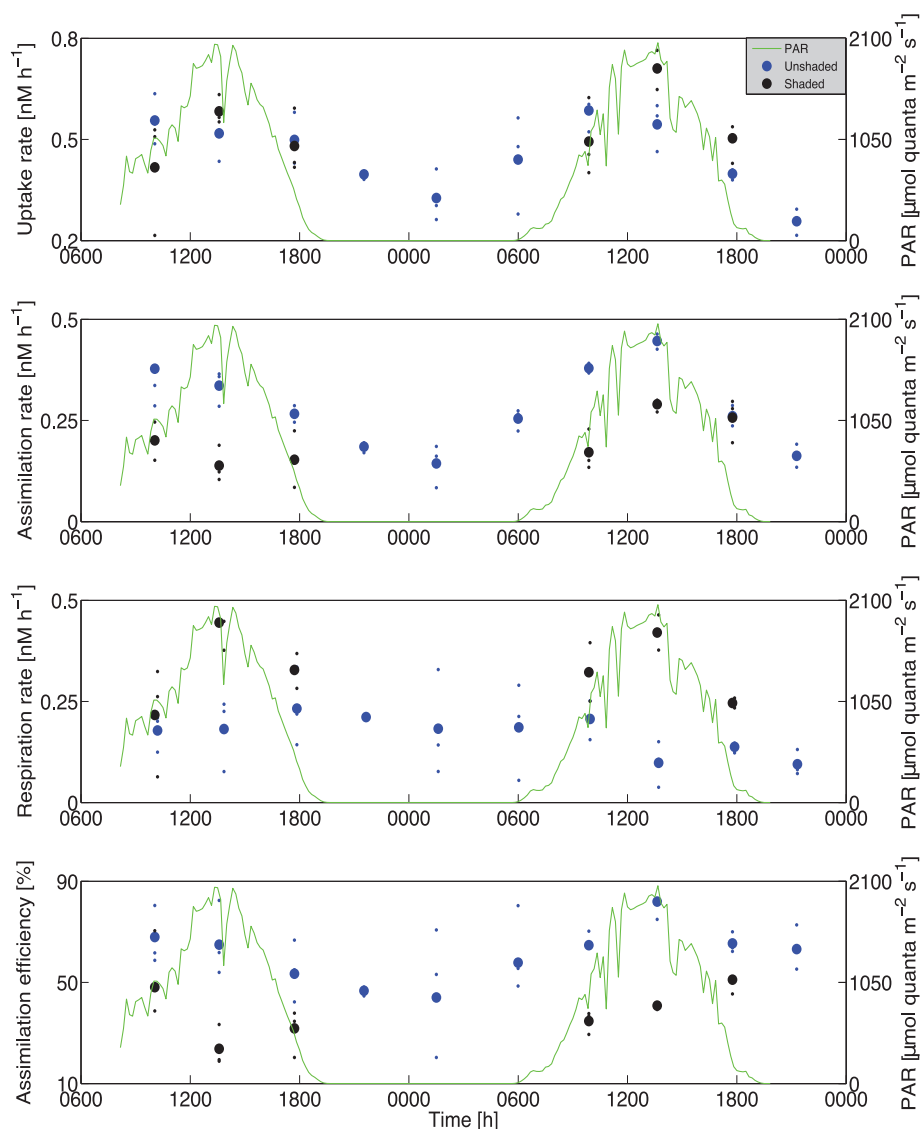 Uptake rate [nM h⁻¹]
0.8
0.5
0.2
2100
1050
0
PAR [µmol quanta m⁻² s⁻¹]
PAR
Unshaded
Shaded
0600 1200 1800 0000 0600 1200 1800 0000
Assimilation rate [nM h⁻¹]
0.5
0.25
0
2100
1050
0
PAR [µmol quanta m⁻² s⁻¹]
0600 1200 1800 0000 0600 1200 1800 0000
Respiration rate [nM h⁻¹]
0.5
0.25
0
2100
1050
0
PAR [µmol quanta m⁻² s⁻¹]
0600 1200 1800 0000 0600 1200 1800 0000
Assimilation efficiency [%]
90
50
10
2100
1050
0
PAR [µmol quanta m⁻² s⁻¹]
0600 1200 1800 0000 0600 1200 1800 0000
Time [h]